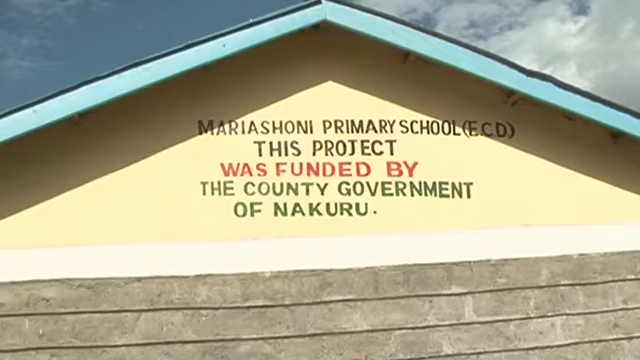 MARIASHONI PRIMARY SCHOOL(E.C.D)
THIS PROJECT
WAS FUNDED BY
THE COUNTY GOVERNMENT
OF NAKURU.